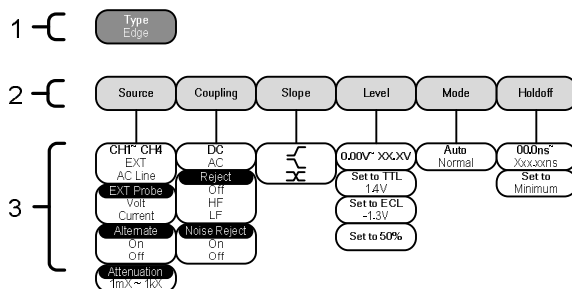 1
Type
Edge
2
Source
Coupling
Slope
Level
Mode
Holdoff
3
CH1~ CH4
EXT
AC Line
EXT Probe
Volt
Current
Alternate
On
Off
Attenuation
1mX ~ 1kX
DC
AC
Reject
Off
HF
LF
Noise Reject
On
Off
0.00V~ XX.XV
Set to TTL
1.4V
Set to ECL
-1.3V
Set to 50%
Auto
Normal
00.0ns~
Xxx.xxns
Set to
Minimum